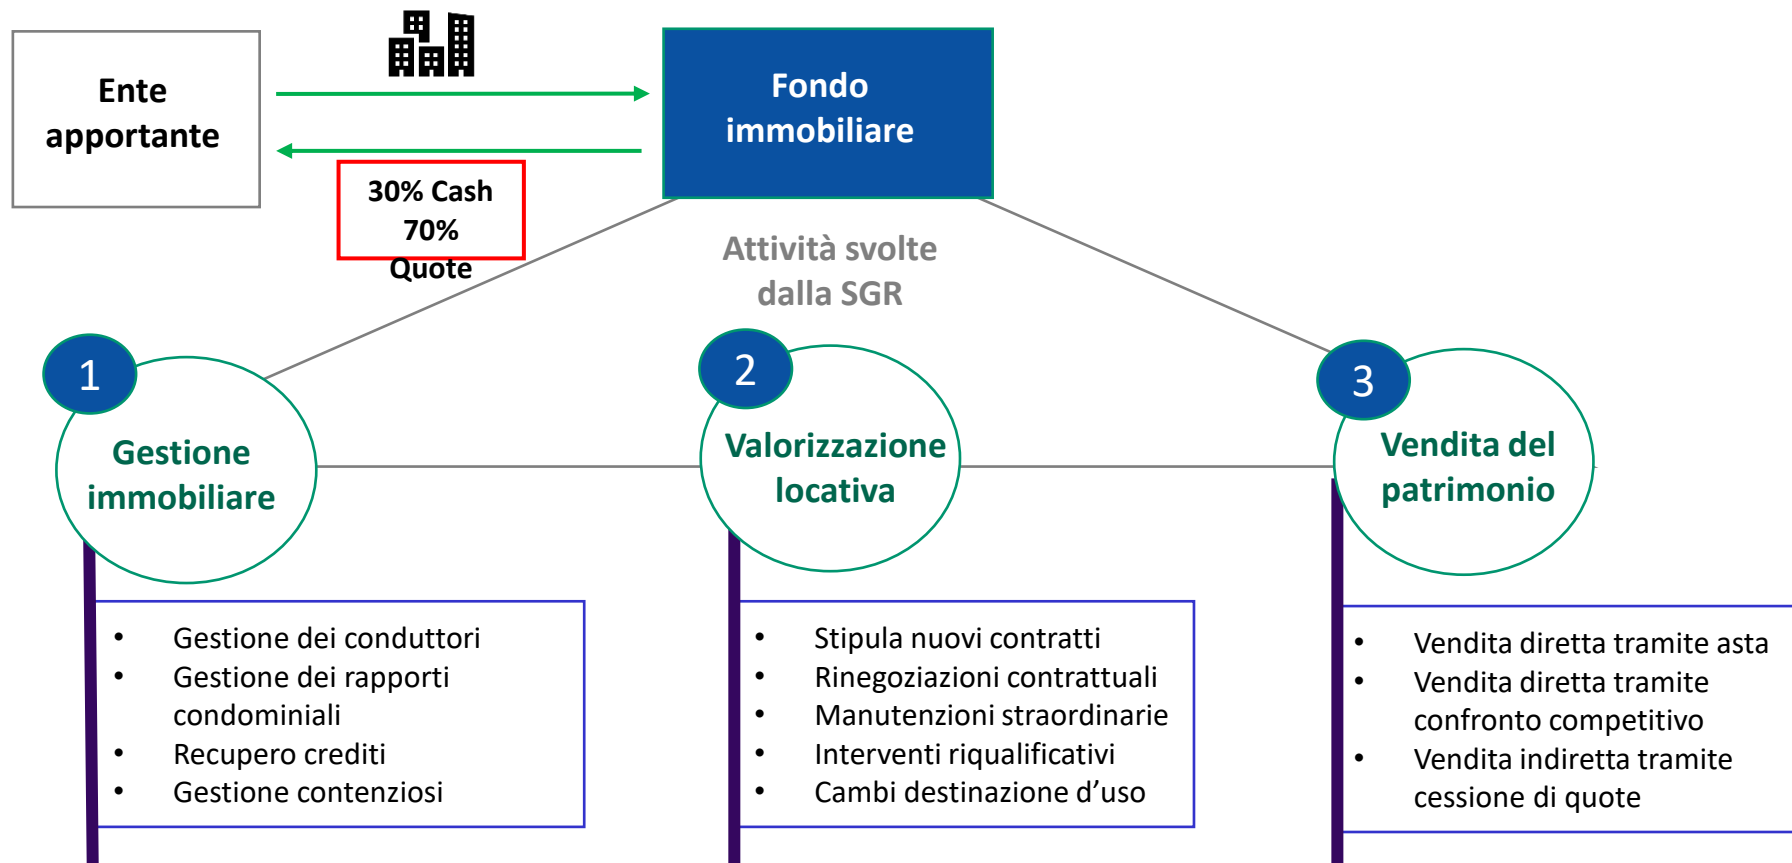 Ente
apportante
Fondo
immobiliare
30% Cash
70%
Quote
Attività svolte
dalla SGR
1
Gestione
immobiliare
2
Valorizzazione
locativa
3
Vendita del
patrimonio
• Gestione dei conduttori
• Gestione dei rapporti
condominiali
• Recupero crediti
• Gestione contenziosi
• Stipula nuovi contratti
• Rinegoziazioni contrattuali
• Manutenzioni straordinarie
• Interventi riqualificativi
• Cambi destinazione d’uso
• Vendita diretta tramite asta
• Vendita diretta tramite
confronto competitivo
• Vendita indiretta tramite
cessione di quote